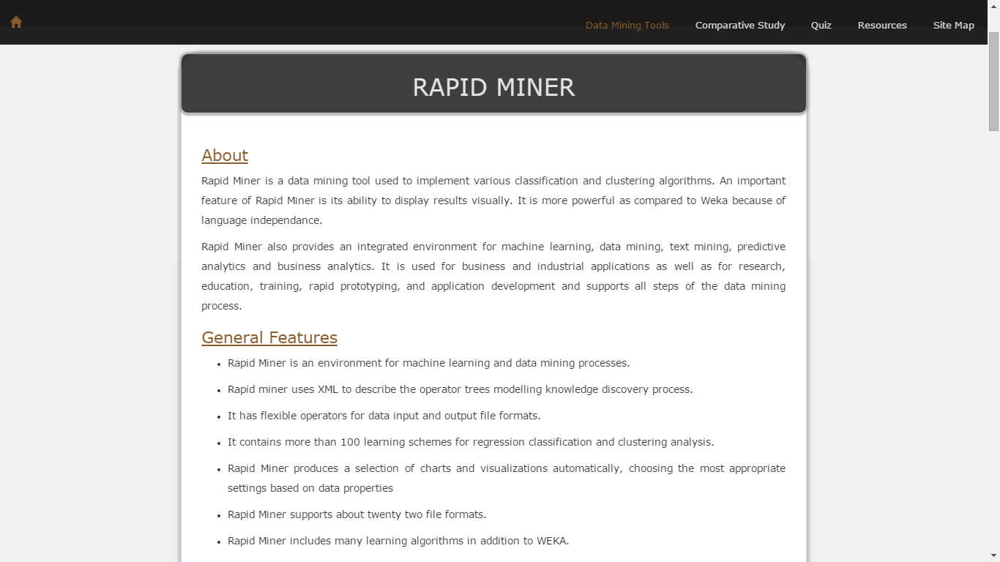 Data Mining Tools Comparative Study Quiz Resources Site Map
RAPID MINER
About
Rapid Miner is a data mining tool used to implement various classification and clustering algorithms. An important
feature of Rapid Miner is its ability to display results visually. It is more powerful as compared to Weka because of
language independance.
Rapid Miner also provides an integrated environment for machine learning, data mining, text mining, predictive
analytics and business analytics. It is used for business and industrial applications as well as for research,
education, training, rapid prototyping, and application development and supports all steps of the data mining
process.
General Features
• Rapid Miner is an environment for machine learning and data mining processes.
• Rapid miner uses XML to describe the operator trees modelling knowledge discovery process.
• It has flexible operators for data input and output file formats.
• It contains more than 100 learning schemes for regression classification and clustering analysis.
• Rapid Miner produces a selection of charts and visualizations automatically, choosing the most appropriate
settings based on data properties
• Rapid Miner supports about twenty two file formats.
• Rapid Miner includes many learning algorithms in addition to WEKA.